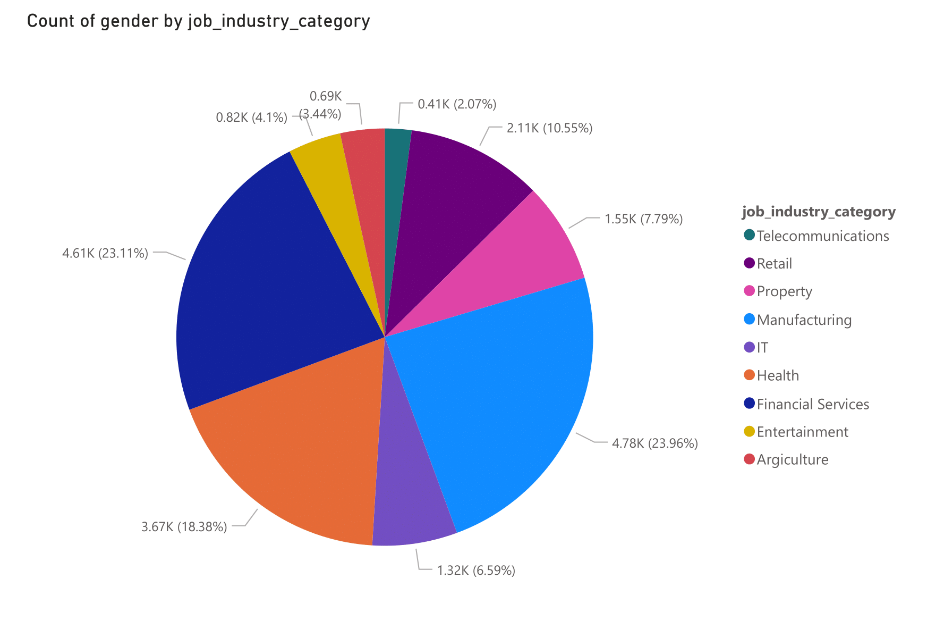 Count of gender by job_industry_category
0.69K
(3.44%)
0.41K (2.07%)
0.82K (4.1%)
2.11K (10.55%)
1.55K (7.79%)
4.61K (23.11%)
4.78K (23.96%)
3.67K (18.38%)
1.32K (6.59%)
job_industry_category
Telecommunications
Retail
Property
Manufacturing
IT
Health
Financial Services
Entertainment
Argiculture